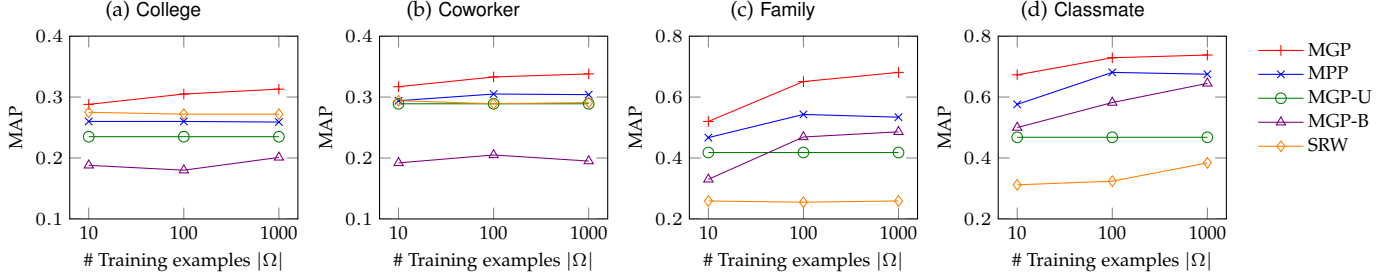 (a) College
(b) Coworker
(c) Family
(d) Classmate
0.4
0.3
0.2
0.1
MAP
10
100
1000
# Training examples |Ω|
0.4
0.3
0.2
0.1
MAP
10
100
1000
# Training examples |Ω|
0.8
0.6
0.4
0.2
MAP
10
100
1000
# Training examples |Ω|
0.8
0.6
0.4
0.2
MAP
10
100
1000
# Training examples |Ω|
MGP
MPP
MGP-U
MGP-B
SRW